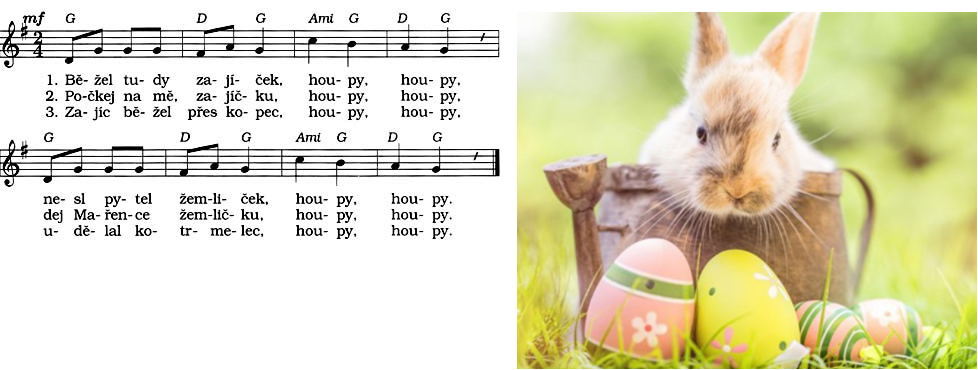 mf G D G Ami G D G
1. Bě- žel tu- dy za- jí- ček, hou- py, hou- py,
2. Po-čkej na mě, za- jíč- ku, hou- py, hou- py,
3. Za- jíc bě- žel přes ko- pec, hou- py, hou- py,
G D G Ami G D G
ne- sl py- tel žem-li- ček, hou- py, hou- py.
dej Ma- řen- ce žem-lič- ku, hou- py, hou- py.
u- dě- lal ko- tr- me- lec, hou- py, hou- py.